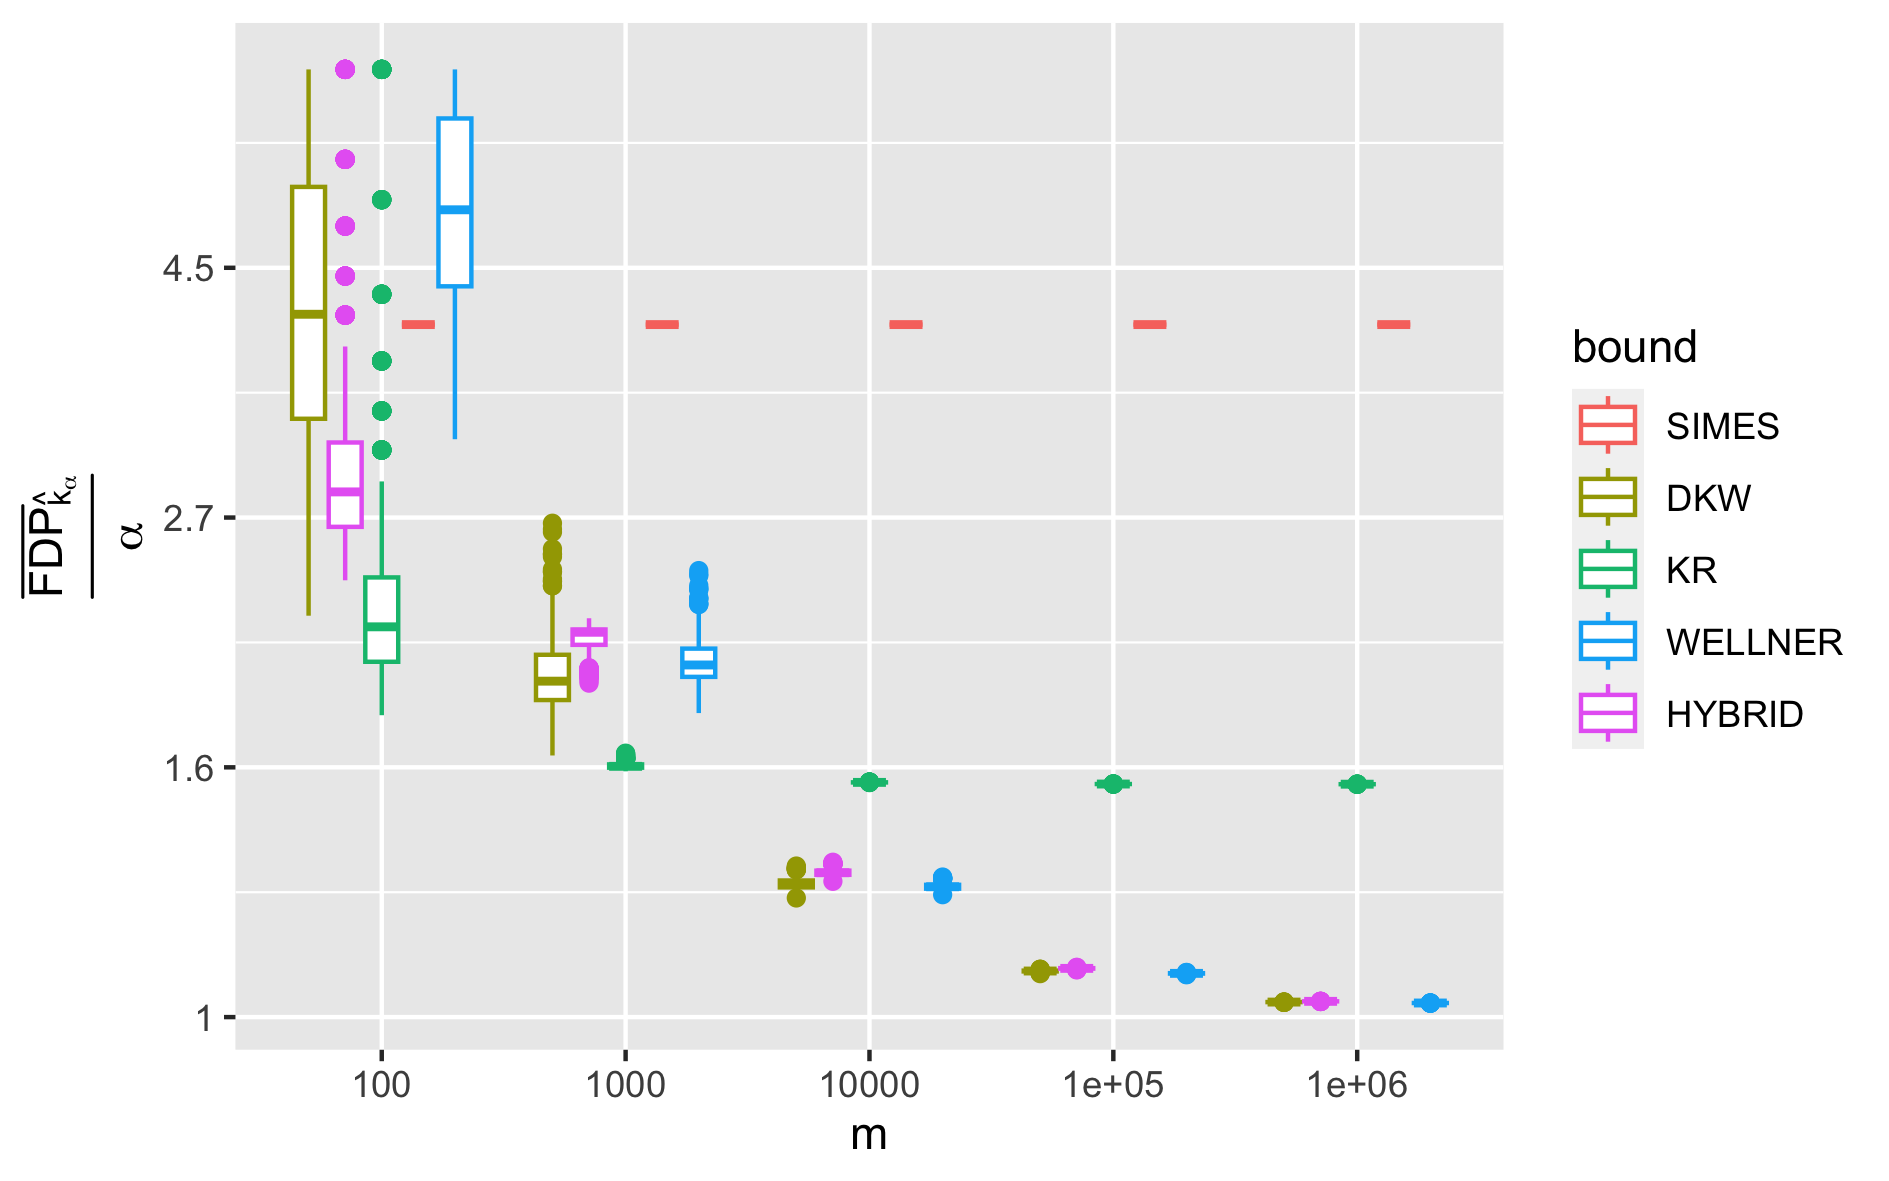 4.5
2.7
1.6
1
FDP k̂α
α
100 1000 10000 1e+05 1e+06
m
bound
SIMES
DKW
KR
WELLNER
HYBRID